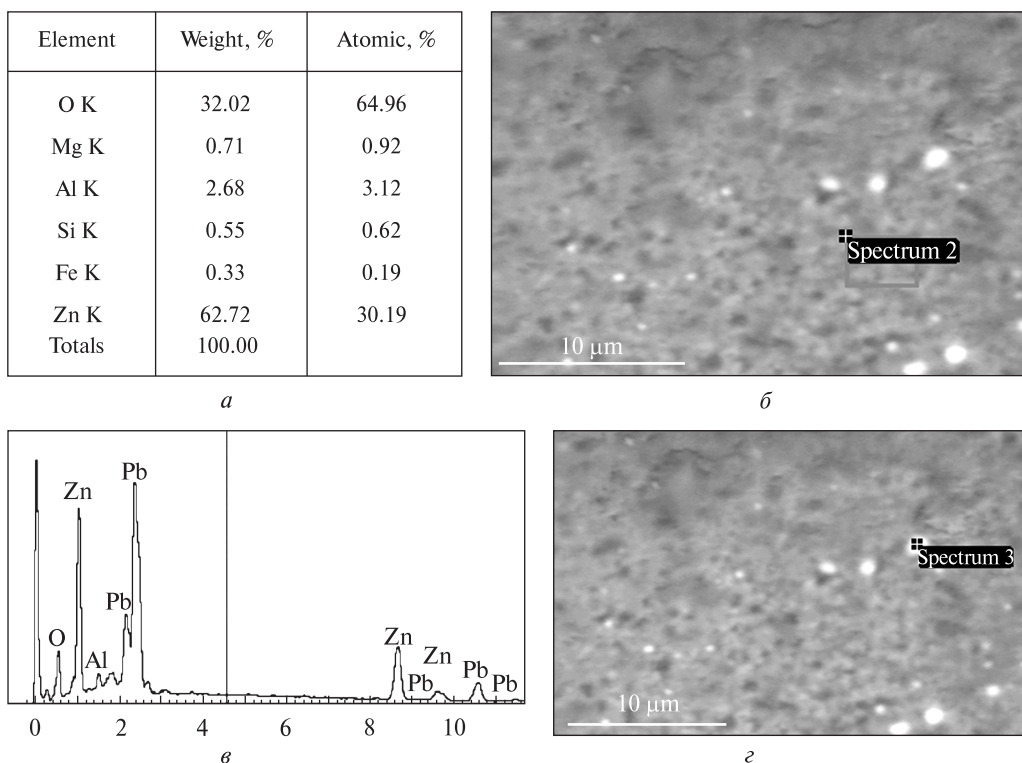 Element Weight, % Atomic, %
O K 32.02 64.96
Mg K 0.71 0.92
Al K 2.68 3.12
Si K 0.55 0.62
Fe K 0.33 0.19
Zn K 62.72 30.19
Totals 100.00
а
Spectrum 2
10 µm
б
Zn
Pb
Pb
O
Al
Zn
Zn
Pb
Pb
Pb
0 2 4 6 8 10
в
Spectrum 3
10 µm
г